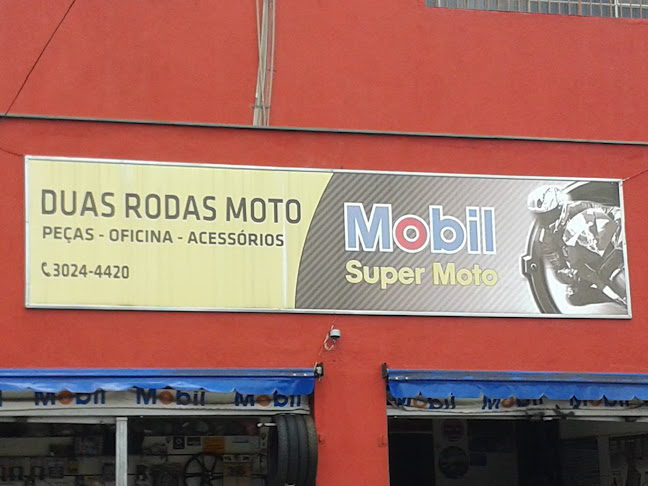 DUAS RODAS MOTO
PEÇAS - OFICINA - ACESSÓRIOS
3024-4420
Mobil
Super Moto
Mobil Mobil Mobil
Mobil Mobil Mobil